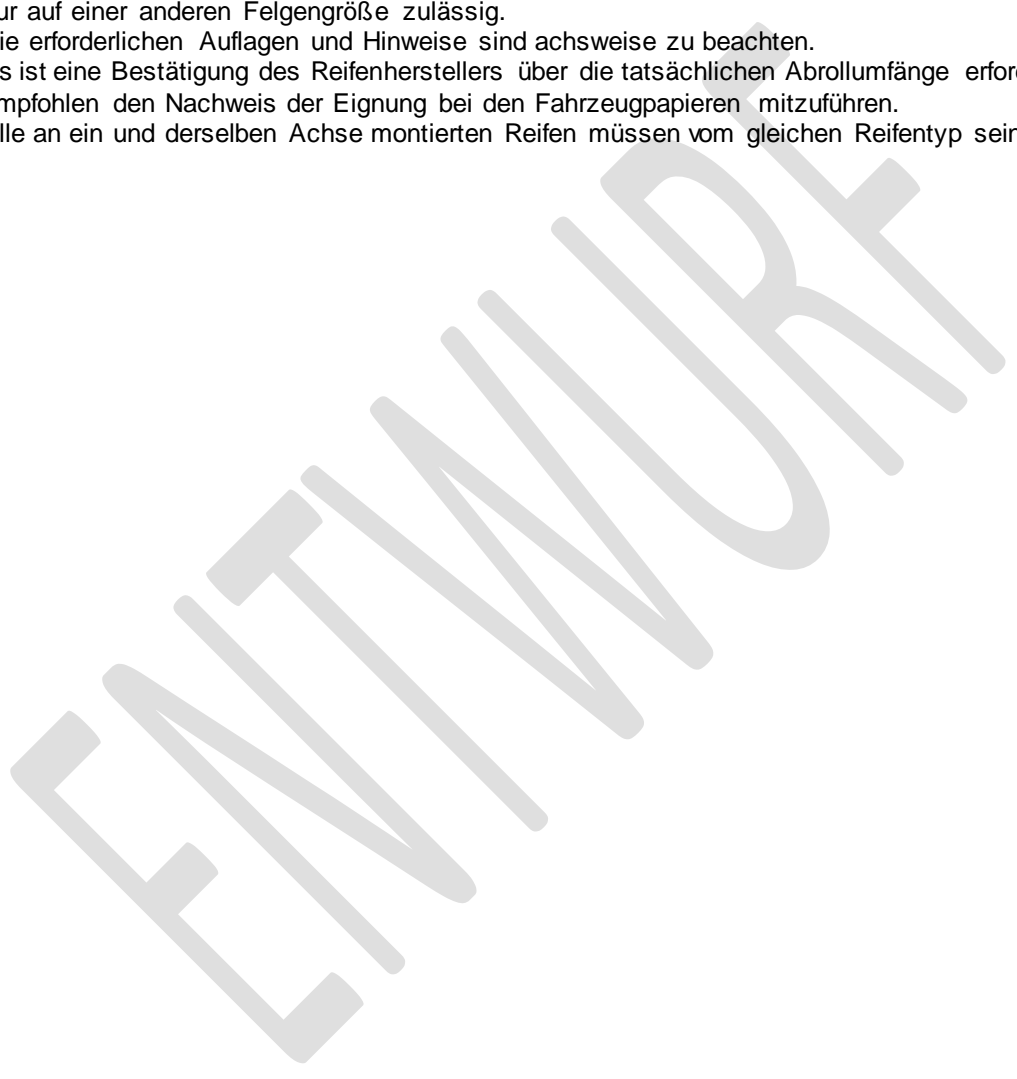 ur auf einer anderen Felgengröße zulässig.
ie erforderlichen Auflagen und Hinweise sind achsweise zu beachten.
s ist eine Bestätigung des Reifenherstellers über die tatsächlichen Abrollumfänge erfor
mpfohlen den Nachweis der Eignung bei den Fahrzeugpapieren mitzuführen.
lle an ein und derselben Achse montierten Reifen müssen vom gleichen Reifentyp sein
ENTWURF